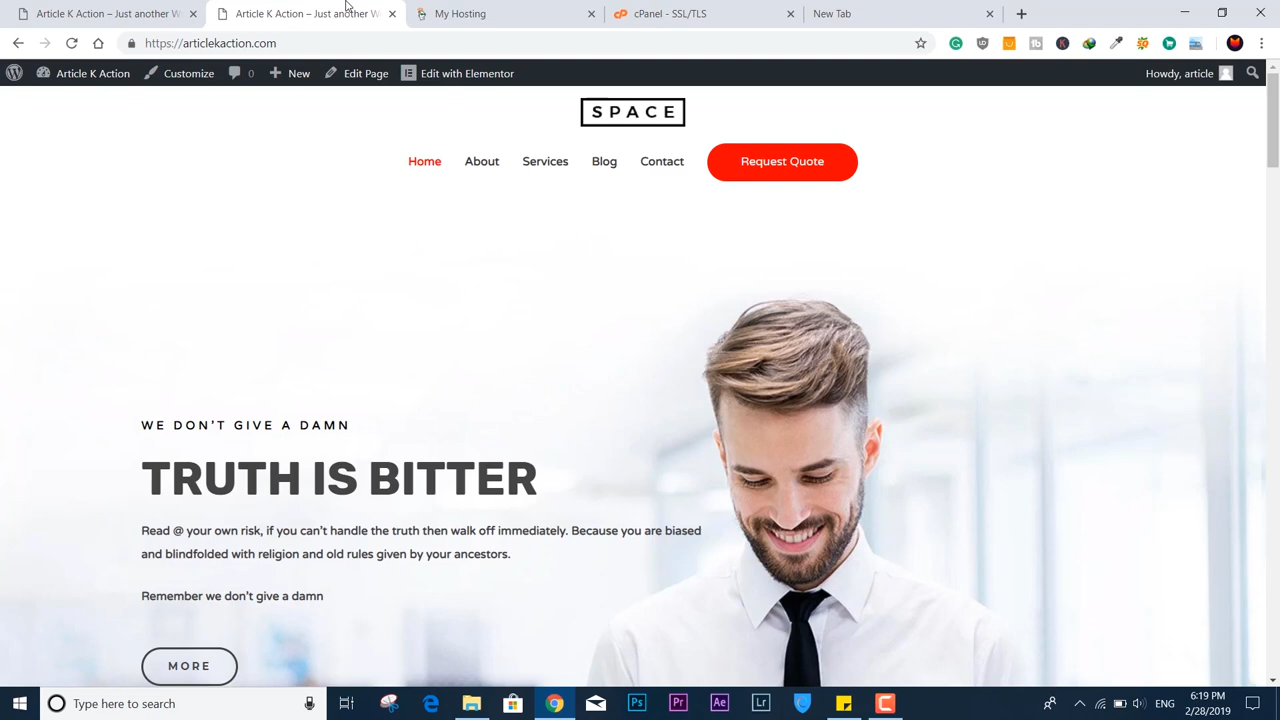 Article K Action – Just another W
Article K Action – Just another W
My Hosting
cPanel - SSL/TLS
New Tab
https://articlekaction.com
Article K Action
Customize
0
New
Edit Page
Edit with Elementor
Howdy, article
SPACE
Home
About
Services
Blog
Contact
Request Quote
WE DON'T GIVE A DAMN
TRUTH IS BITTER
Read @ your own risk, if you can't handle the truth then walk off immediately. Because you are biased
and blindfolded with religion and old rules given by your ancestors.
Remember we don't give a damn
MORE
Type here to search
Ps
Pr
Ae
Lr
ENG
6:19 PM
2/28/2019